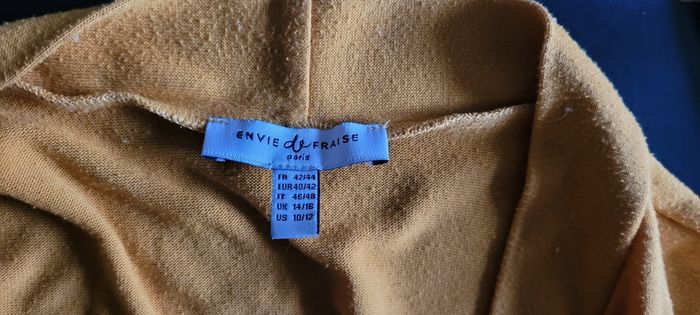 ENVIE de FRAISE
paris
FR 42/44
EUR 40/42
IT 46/48
UK 14/16
US 10/12